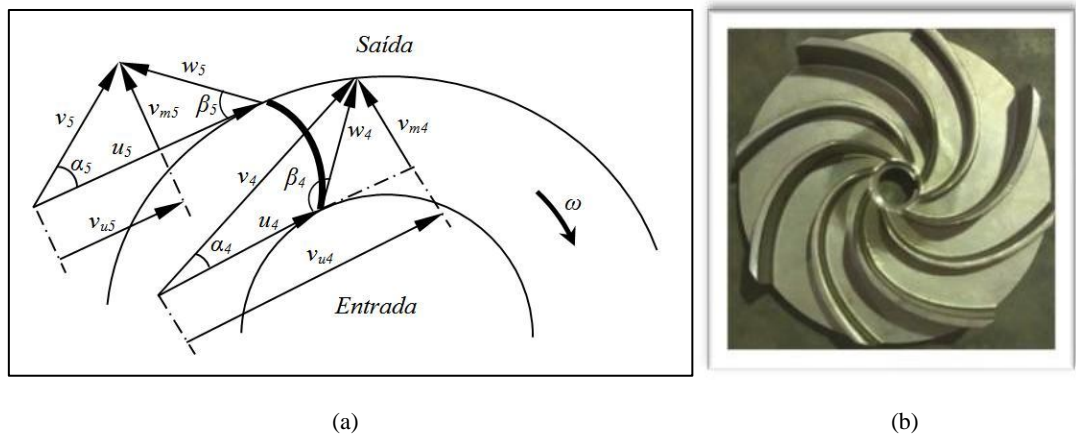 Saída
w₅
β₅
v₅
vₘ₅
u₅
α₅
vᵤ₅
w₄
vₘ₄
v₄
β₄
u₄
α₄
vᵤ₄
ω
Entrada
(a)
(b)